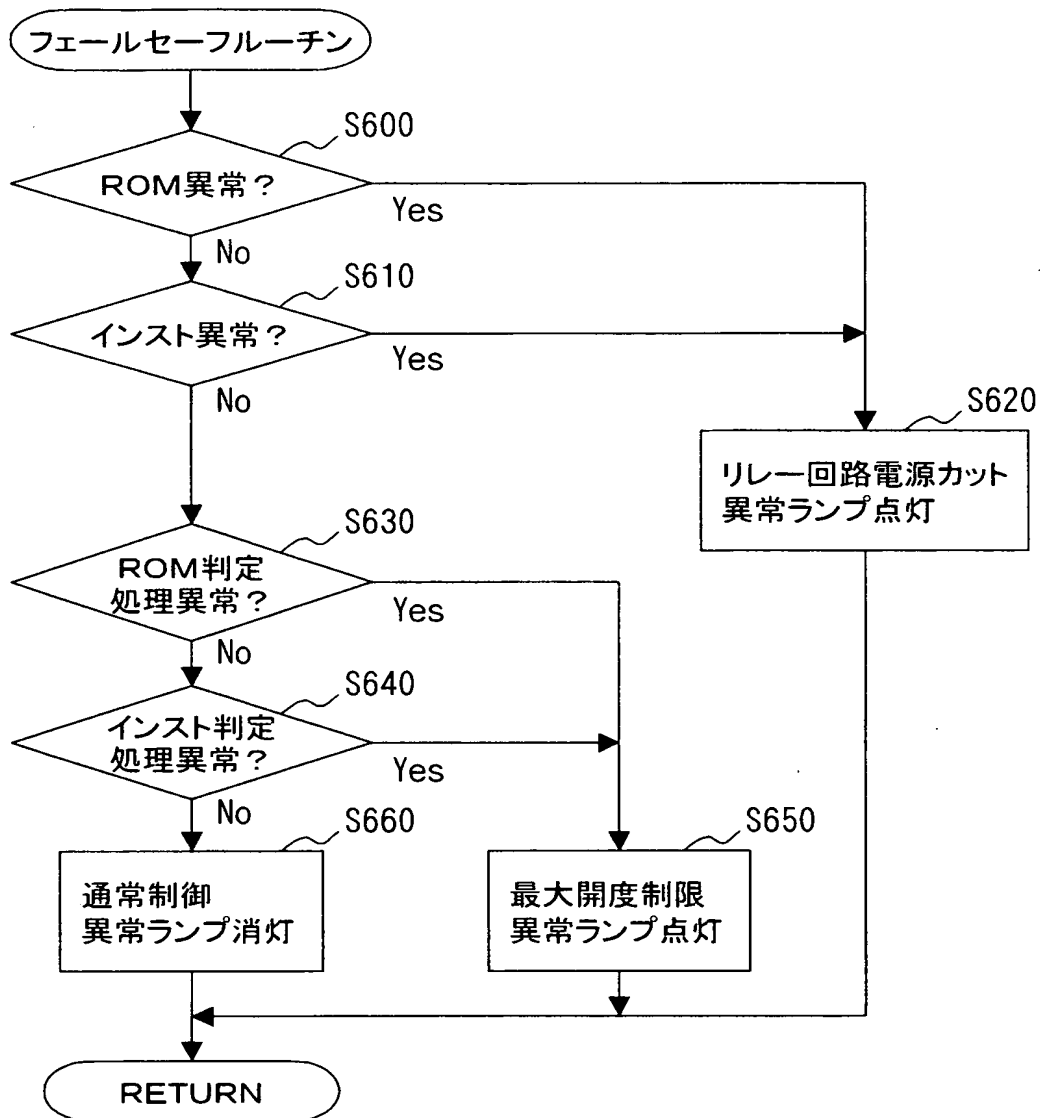 フェールセーフルーチン
S600
ROM異常?
Yes
No
S610
インスト異常?
Yes
No
S620
リレー回路電源カット
異常ランプ点灯
S630
ROM判定
処理異常?
Yes
No
S640
インスト判定
処理異常?
Yes
No
S660
通常制御
異常ランプ消灯
S650
最大開度制限
異常ランプ点灯
RETURN